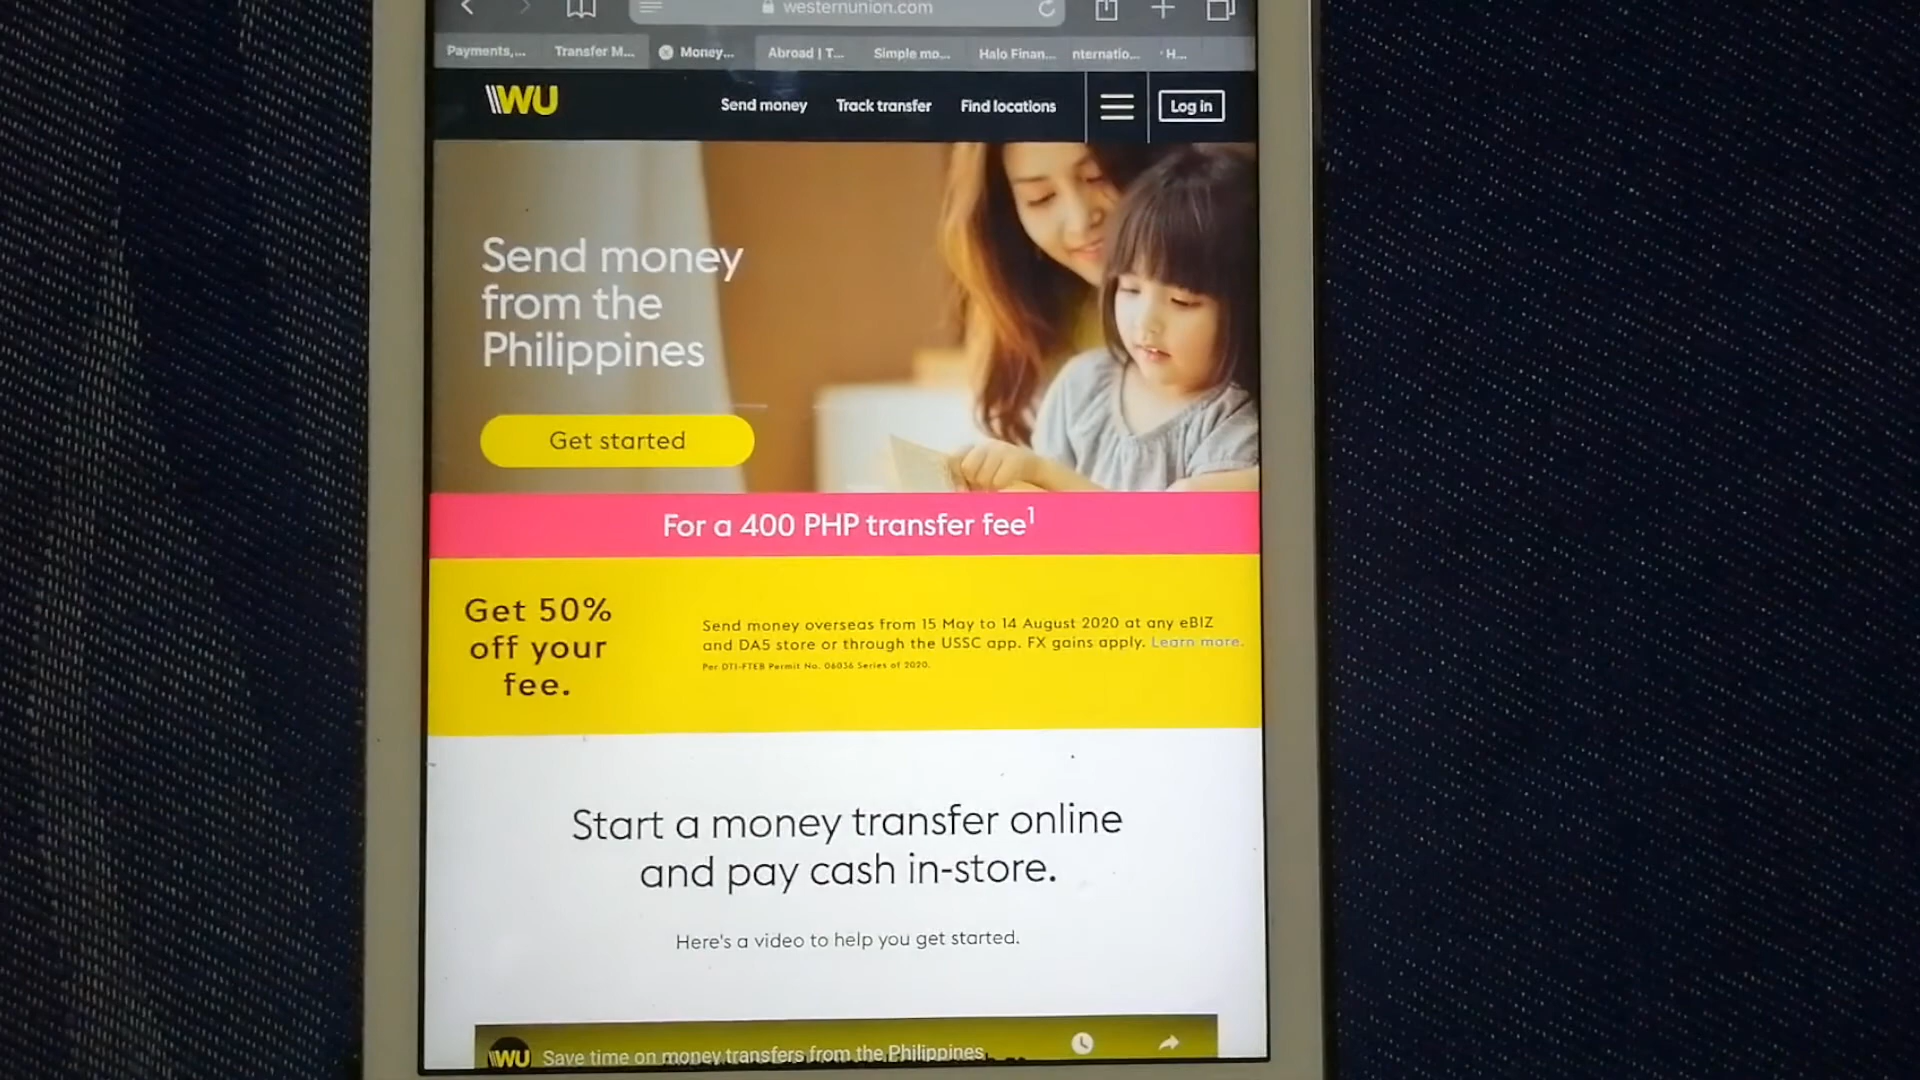 westernunion.com
Payments,... Transfer M... Money... Abroad | T... Simple mo... Halo Finan... nternatio... H...
WU Send money Track transfer Find locations Log in
Send money
from the
Philippines
Get started
For a 400 PHP transfer fee1
Get 50%
off your
fee.
Send money overseas from 15 May to 14 August 2020 at any eBIZ
and DA5 store or through the USSC app. FX gains apply. Learn more.
Per DTI-FTEB Permit No. 06036 Series of 2020.
Start a money transfer online
and pay cash in-store.
Here's a video to help you get started.
WU Save time on money transfers from the Philippines